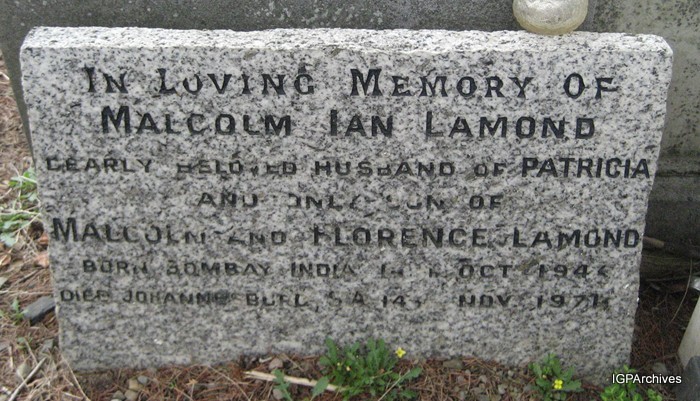 IN LOVING MEMORY OF
MALCOLM IAN LAMOND
DEARLY BELOVED HUSBAND OF PATRICIA
AND ONLY SON OF
MALCOLM AND FLORENCE LAMOND
BORN BOMBAY INDIA OCT
DIED S.A. NOV
IGPArchives